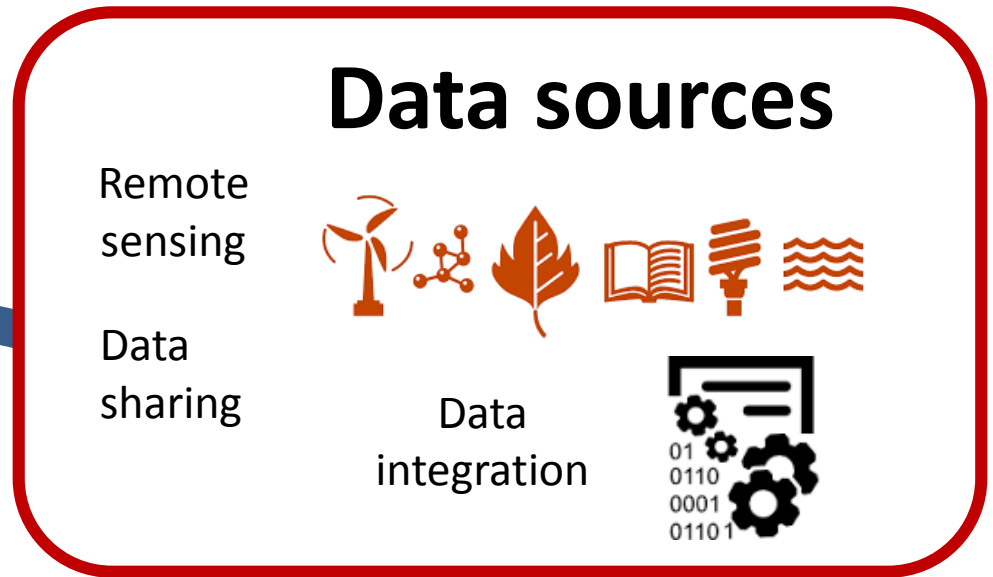 Data sources
Remote
sensing
Data
sharing
Data
integration
01
0110
0001
01101